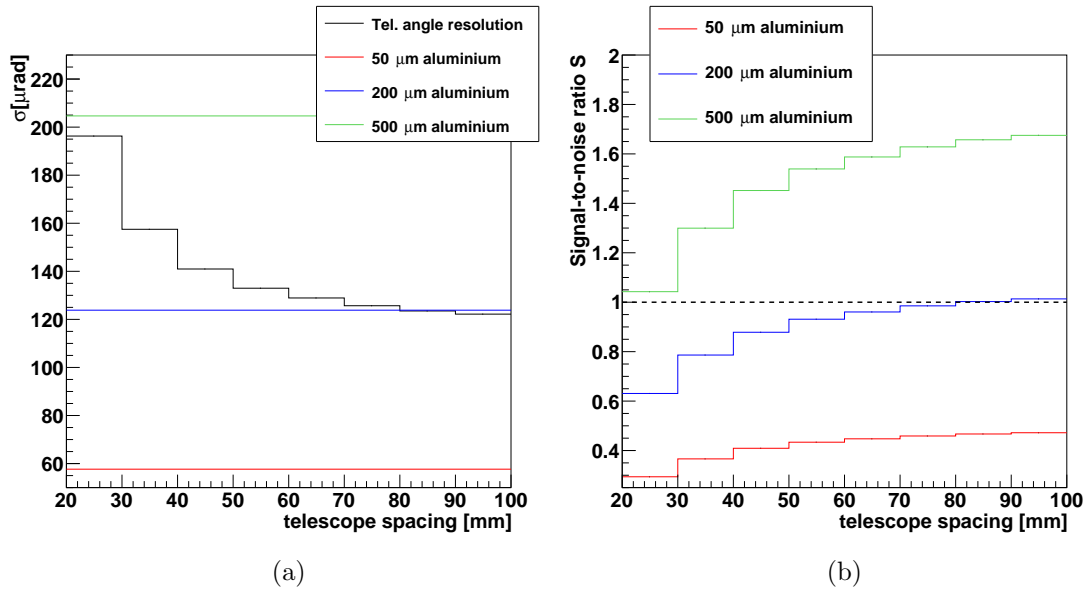 Tel. angle resolution
50 μm aluminium
200 μm aluminium
500 μm aluminium
σ[μrad]
220
200
180
160
140
120
100
80
60
20 30 40 50 60 70 80 90 100
telescope spacing [mm]
(a)
50 μm aluminium
200 μm aluminium
500 μm aluminium
Signal-to-noise ratio S
2
1.8
1.6
1.4
1.2
1
0.8
0.6
0.4
20 30 40 50 60 70 80 90 100
telescope spacing [mm]
(b)